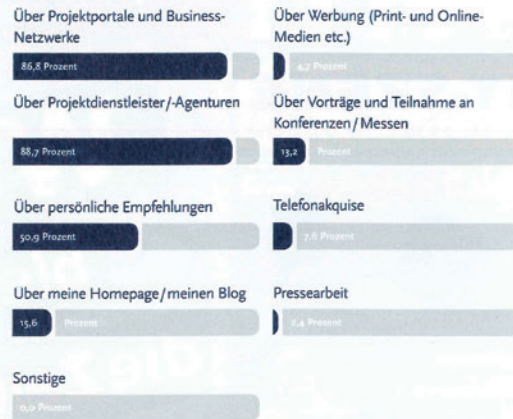 Über Projektportale und Business-
Netzwerke
86,8 Prozent
Über Projektdienstleister/-Agenturen
88,7 Prozent
Über persönliche Empfehlungen
50,9 Prozent
Über meine Homepage/meinen Blog
15,6 Prozent
Sonstige
0,0 Prozent
Über Werbung (Print- und Online-
Medien etc.)
4,7 Prozent
Über Vorträge und Teilnahme an
Konferenzen/Messen
13,2 Prozent
Telefonakquise
7,6 Prozent
Pressearbeit
2,4 Prozent